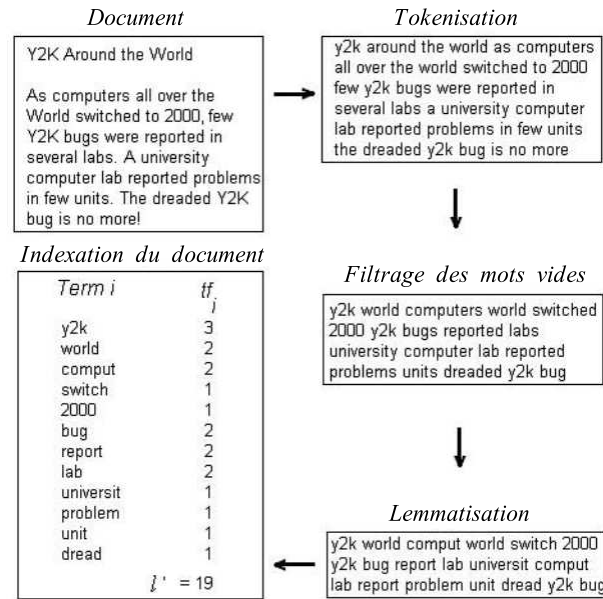 Document
Y2K Around the World
As computers all over the
World switched to 2000, few
Y2K bugs were reported in
several labs. A university
computer lab reported problems
in few units. The dreaded Y2K
bug is no more!
Tokenisation
y2k around the world as computers
all over the world switched to 2000
few y2k bugs were reported in
several labs a university computer
lab reported problems in few units
the dreaded y2k bug is no more
Filtrage des mots vides
y2k world computers world switched
2000 y2k bugs reported labs
university computer lab reported
problems units dreaded y2k bug
Lemmatisation
y2k world comput world switch 2000
y2k bug report lab universit comput
lab report problem unit dread y2k bug
Indexation du document
Term i tf i
y2k 3
world 2
comput 2
switch 1
2000 1
bug 2
report 2
lab 2
universit 1
problem 1
unit 1
dread 1
l ' = 19